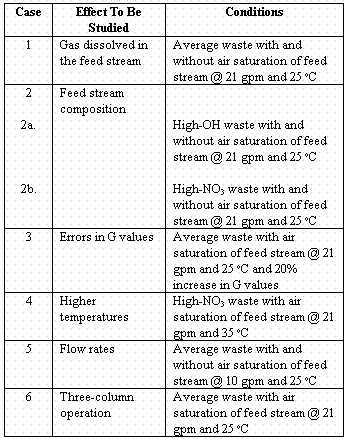 Case Effect To Be Studied Conditions
1 Gas dissolved in the feed stream Average waste with and without air saturation of feed stream @ 21 gpm and 25 °C
2 Feed stream composition
2a. High-OH waste with and without air saturation of feed stream @ 21 gpm and 25 °C
2b. High-NO₃ waste with and without air saturation of feed stream @ 21 gpm and 25 °C
3 Errors in G values Average waste with air saturation of feed stream @ 21 gpm and 25 °C and 20% increase in G values
4 Higher temperatures High-NO₃ waste with air saturation of feed stream @ 21 gpm and 35 °C
5 Flow rates Average waste with and without air saturation of feed stream @ 10 gpm and 25 °C
6 Three-column operation Average waste with air saturation of feed stream @ 21 gpm and 25 °C